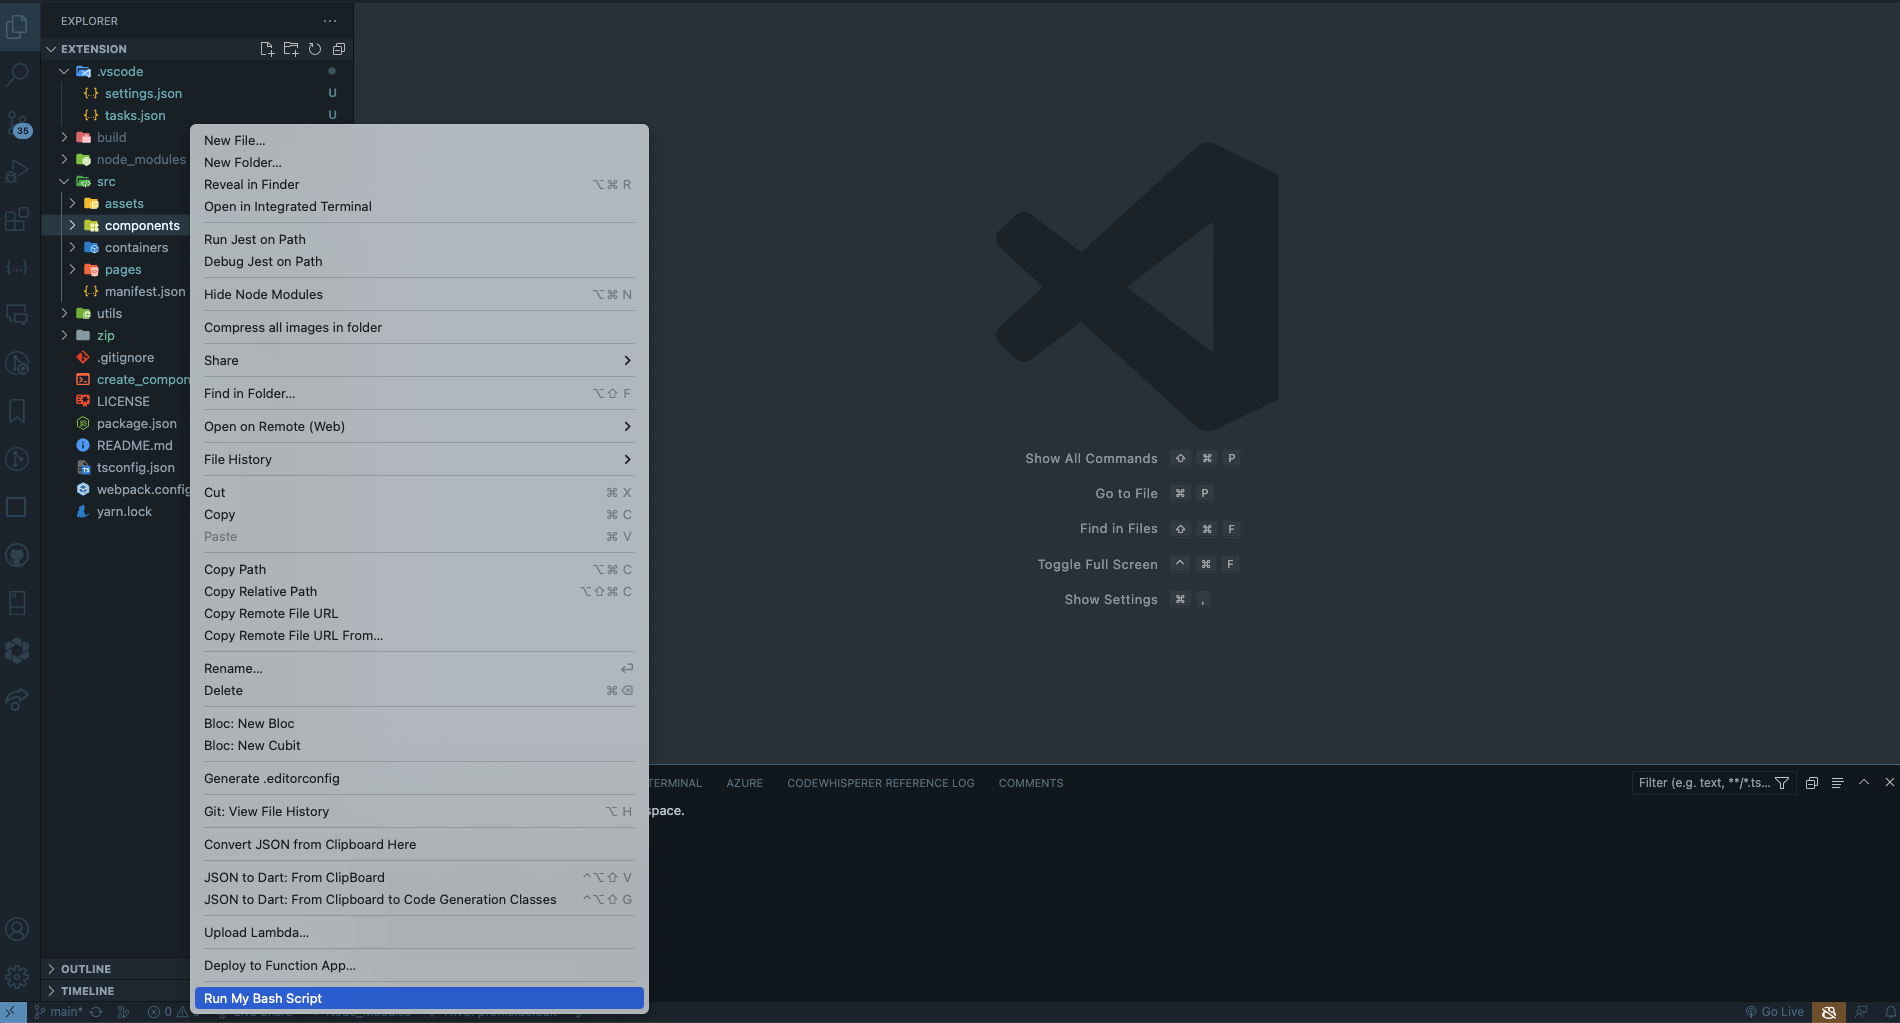 EXPLORER
EXTENSION
.vscode
settings.json U
tasks.json U
35
build
node_modules
src
assets
components
containers
pages
manifest.json
utils
zip
.gitignore
create_compon
LICENSE
package.json
README.md
tsconfig.json
webpack.config
yarn.lock
OUTLINE
TIMELINE
New File...
New Folder...
Reveal in Finder ⌥⌘ R
Open in Integrated Terminal
Run Jest on Path
Debug Jest on Path
Hide Node Modules ⌥⌘ N
Compress all images in folder
Share
Find in Folder... ⌥⇧ F
Open on Remote (Web)
File History
Cut ⌘ X
Copy ⌘ C
Paste ⌘ V
Copy Path ⌥⌘ C
Copy Relative Path ⌥⇧⌘ C
Copy Remote File URL
Copy Remote File URL From...
Rename... ↩
Delete ⌘⌫
Bloc: New Bloc
Bloc: New Cubit
Generate .editorconfig
Git: View File History ⌥ H
Convert JSON from Clipboard Here
JSON to Dart: From ClipBoard ^⌥⇧ V
JSON to Dart: From Clipboard to Code Generation Classes ^⌥⇧ G
Upload Lambda...
Deploy to Function App...
Run My Bash Script
Show All Commands ⇧ ⌘ P
Go to File ⌘ P
Find in Files ⇧ ⌘ F
Toggle Full Screen ^ ⌘ F
Show Settings ⌘ ,
TERMINAL AZURE CODEWHISPERER REFERENCE LOG COMMENTS
Filter (e.g. text, **/*.ts...
space.
main* 0
Go Live